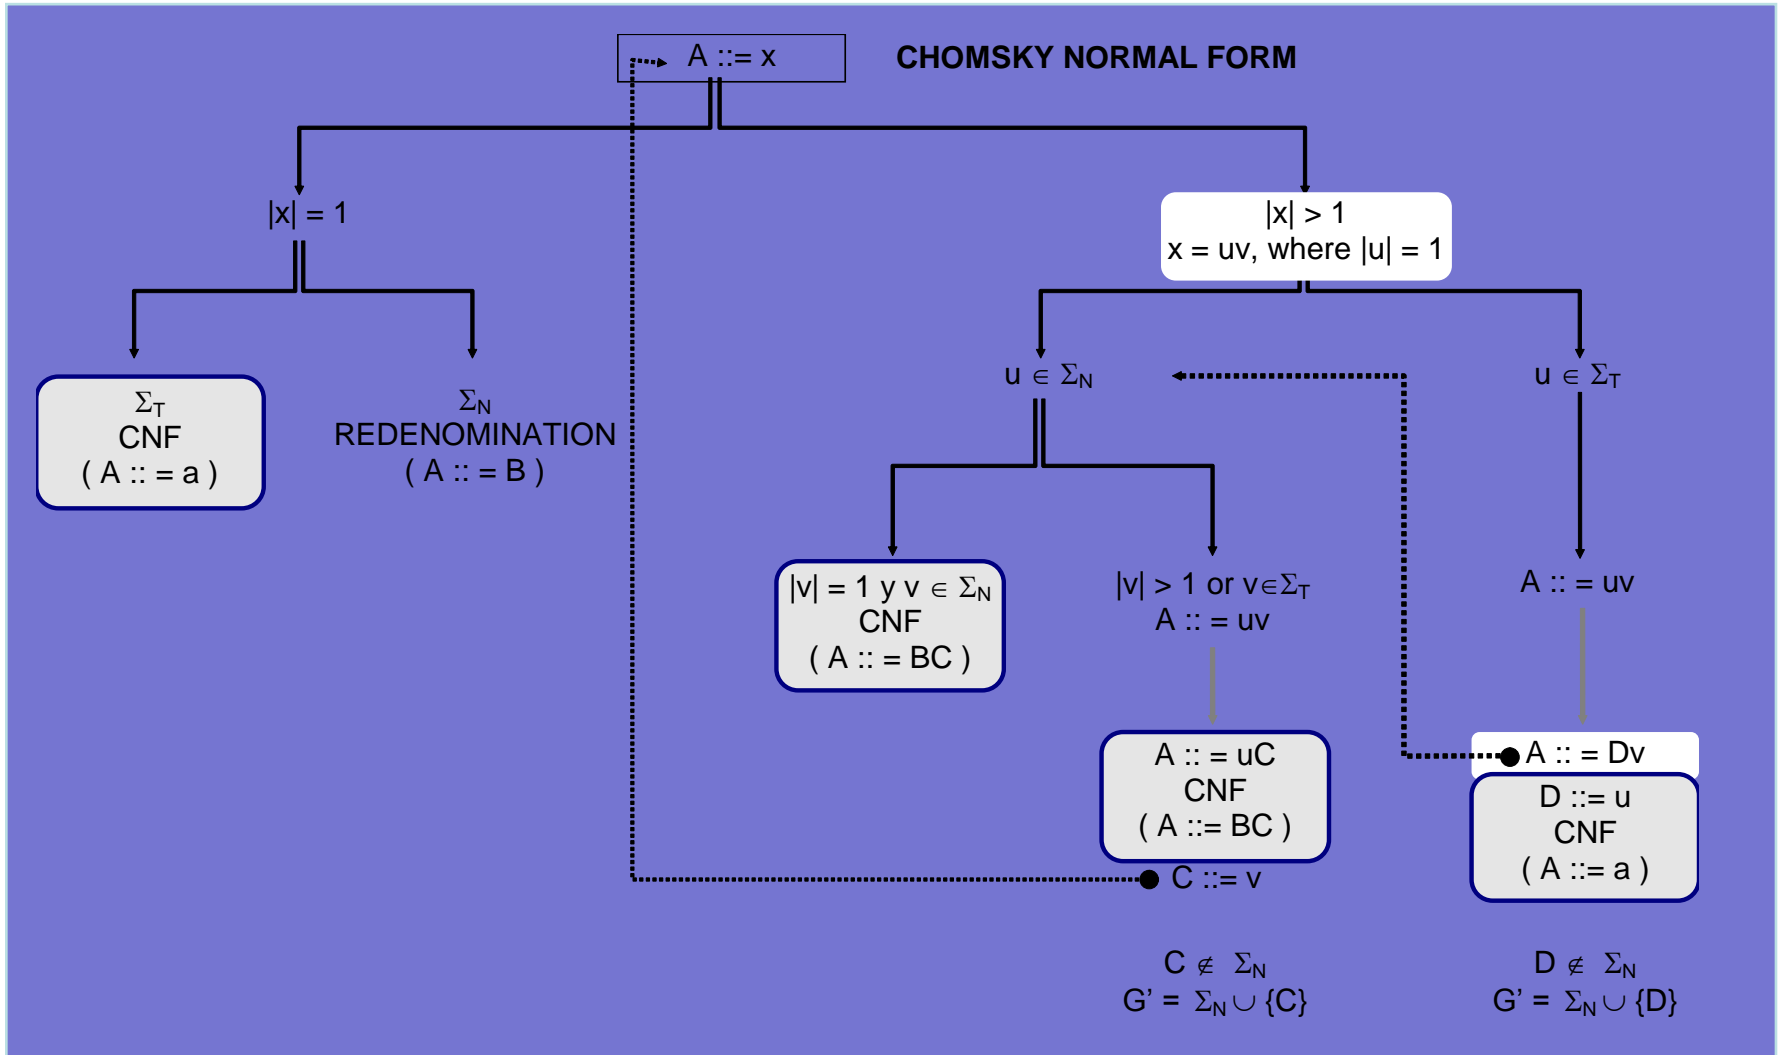 A ::= x
CHOMSKY NORMAL FORM
|x| = 1
|x| > 1
x = uv, where |u| = 1
Σ_T
CNF
( A :: = a )
Σ_N
REDENOMINATION
( A :: = B )
u ∈ Σ_N
u ∈ Σ_T
|v| = 1 y v ∈ Σ_N
CNF
( A :: = BC )
|v| > 1 or v∈Σ_T
A :: = uv
A :: = uv
A :: = uC
CNF
( A ::= BC )
C ::= v
A :: = Dv
D ::= u
CNF
( A ::= a )
C ∉ Σ_N
G’ = Σ_N ∪ {C}
D ∉ Σ_N
G’ = Σ_N ∪ {D}